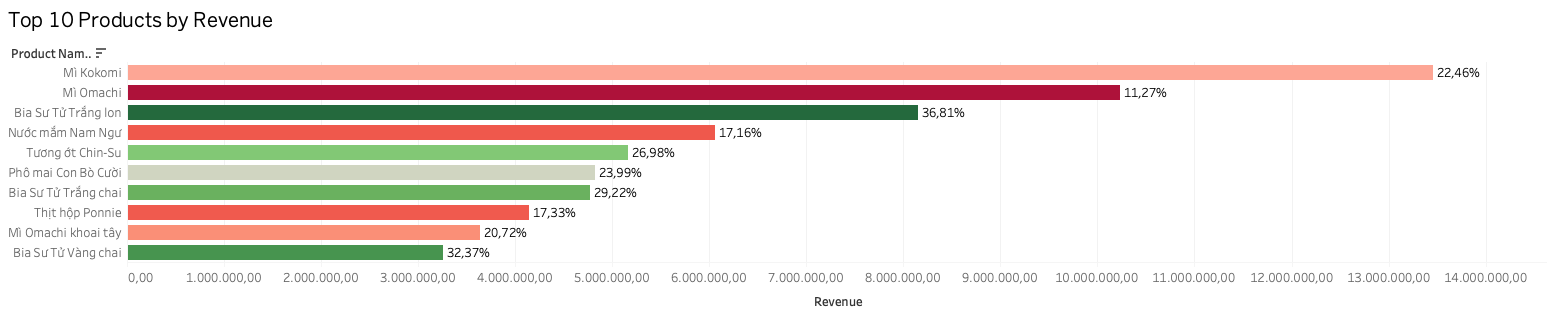 Top 10 Products by Revenue
Product Nam..
Mì Kokomi 22,46%
Mì Omachi 11,27%
Bia Sư Tử Trắng lon 36,81%
Nước mắm Nam Ngư 17,16%
Tương ớt Chin-Su 26,98%
Phô mai Con Bò Cười 23,99%
Bia Sư Tử Trắng chai 29,22%
Thịt hộp Ponnie 17,33%
Mì Omachi khoai tây 20,72%
Bia Sư Tử Vàng chai 32,37%
0,00 1.000.000,00 2.000.000,00 3.000.000,00 4.000.000,00 5.000.000,00 6.000.000,00 7.000.000,00 8.000.000,00 9.000.000,00 10.000.000,00 11.000.000,00 12.000.000,00 13.000.000,00 14.000.000,00
Revenue